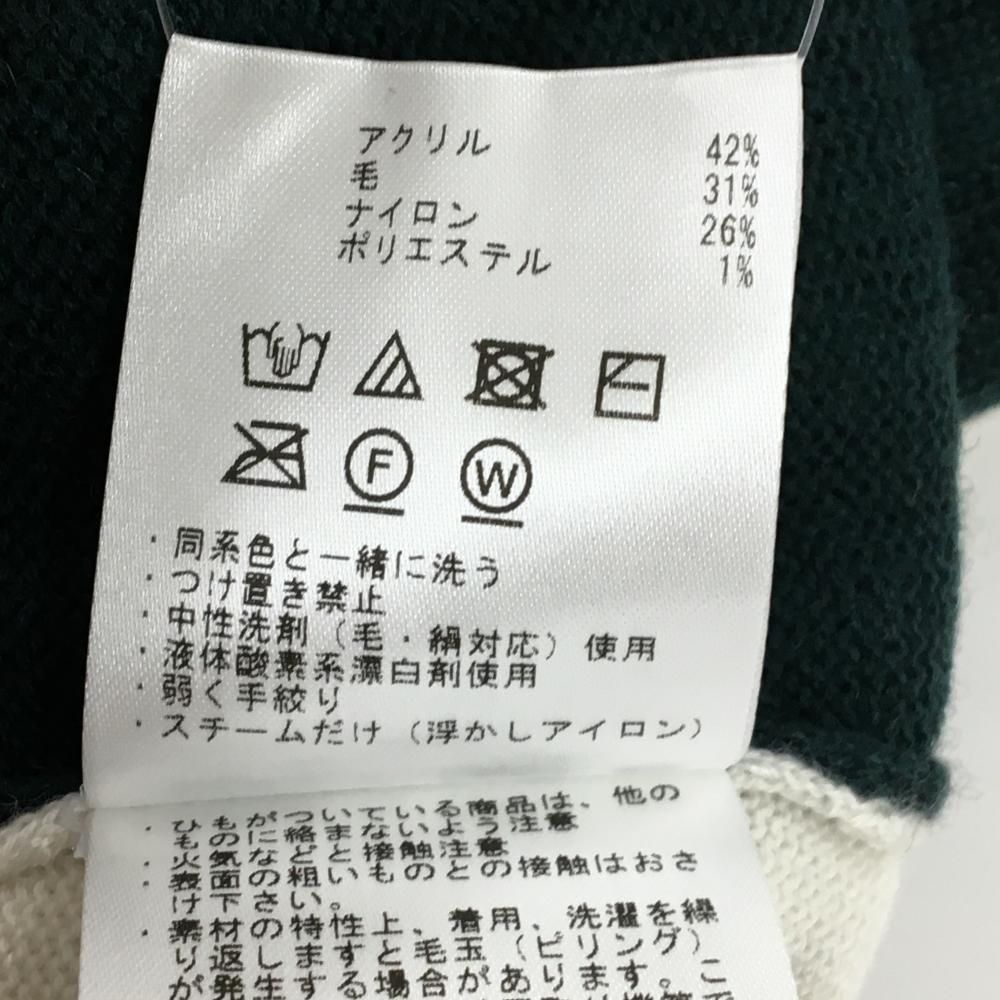 アクリル 42%
毛 31%
ナイロン 26%
ポリエステル 1%
F W
・同系色と一緒に洗う
・つけ置き禁止
・中性洗剤(毛・絹対応)使用
・液体酸素系漂白剤使用
・弱く手絞り
・スチームだけ(浮かしアイロン)
・ひもがついている商品は、他の
ものに絡まないよう注意
・火気などと接触注意
・表面の粗いものとの接触はおさ
け下さい。
・素材の特性上、着用、洗濯を繰
り返しますと毛玉(ピリング)
が発生する場合があります。こ